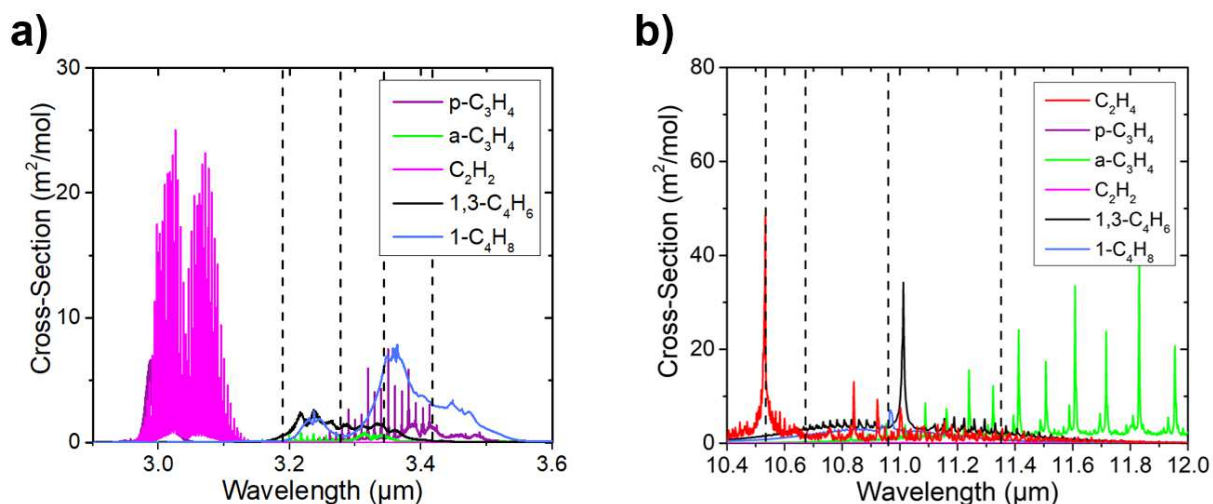 a)
Cross-Section (m²/mol)
30
20
10
0
3.0
3.2
3.4
3.6
Wavelength (µm)
p-C₃H₄
a-C₃H₄
C₂H₂
1,3-C₄H₆
1-C₄H₈
b)
Cross-Section (m²/mol)
80
60
40
20
0
10.4
10.6
10.8
11.0
11.2
11.4
11.6
11.8
12.0
Wavelength (µm)
C₂H₄
p-C₃H₄
a-C₃H₄
C₂H₂
1,3-C₄H₆
1-C₄H₈